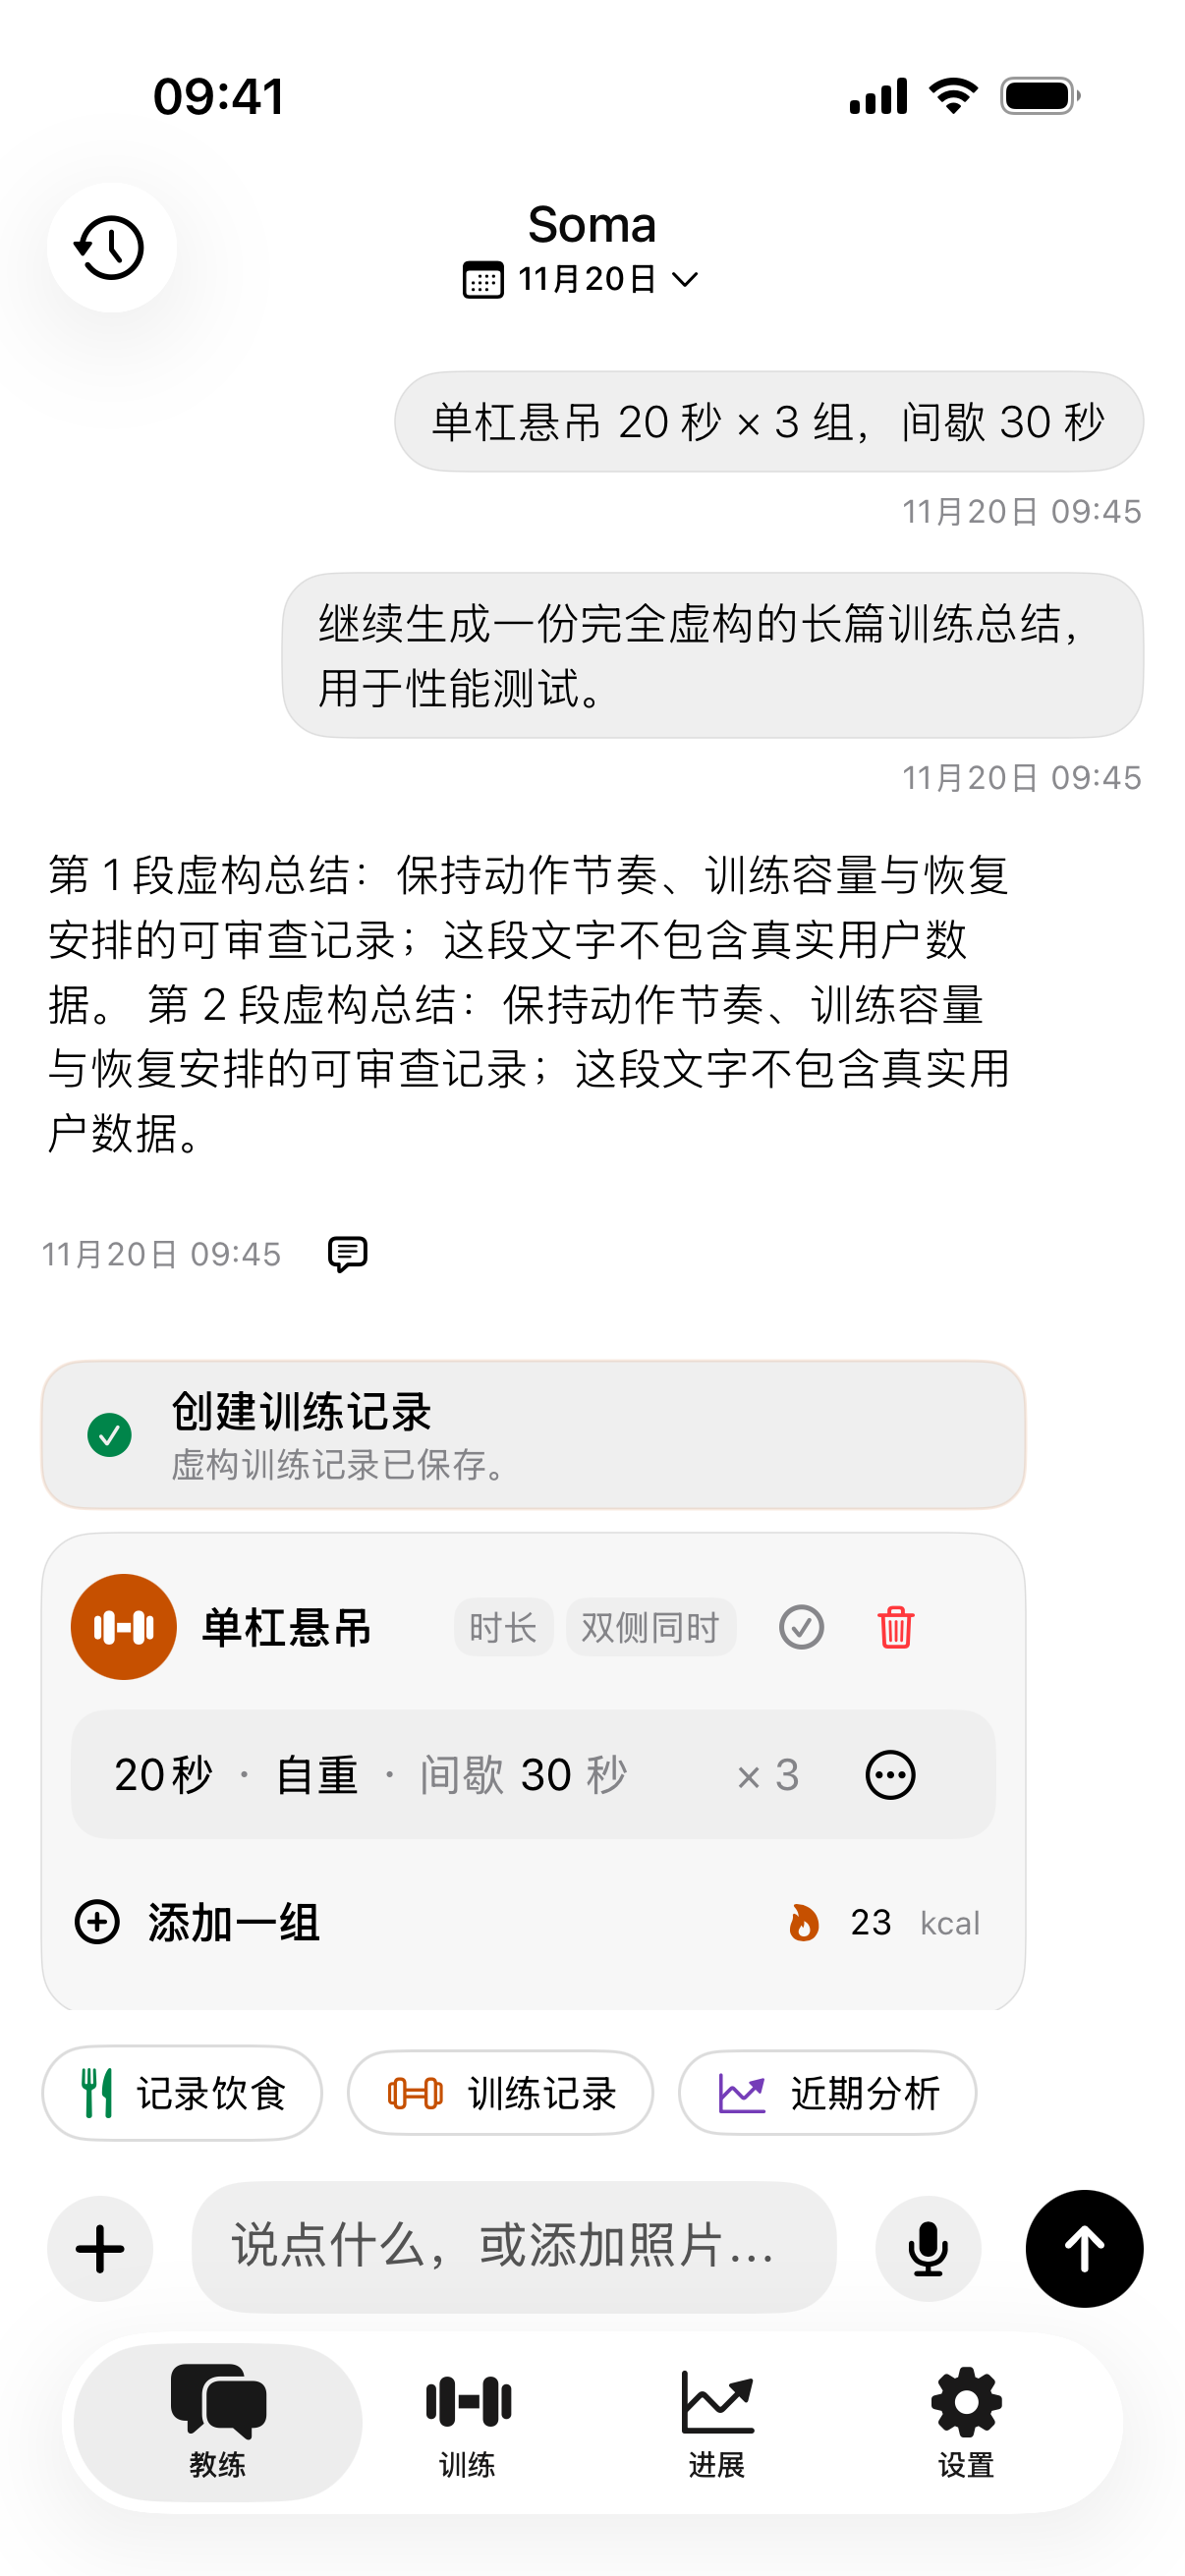 09:41
Soma
11月20日
单杠悬吊 20 秒 × 3 组，间歇 30 秒
11月20日 09:45
继续生成一份完全虚构的长篇训练总结，
用于性能测试。
11月20日 09:45
第 1 段虚构总结：保持动作节奏、训练容量与恢复
安排的可审查记录；这段文字不包含真实用户数
据。 第 2 段虚构总结：保持动作节奏、训练容量
与恢复安排的可审查记录；这段文字不包含真实用
户数据。
11月20日 09:45
创建训练记录
虚构训练记录已保存。
单杠悬吊 时长 双侧同时
20秒 · 自重 · 间歇 30 秒 × 3
添加一组 23 kcal
记录饮食 训练记录 近期分析
说点什么，或添加照片...
教练 训练 进展 设置